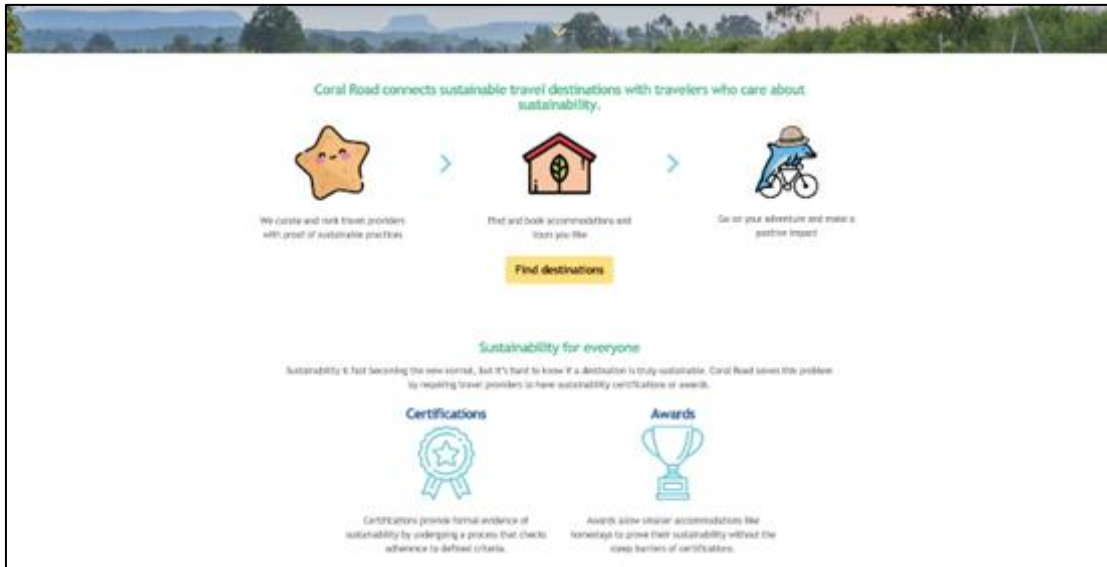 Coral Road connects sustainable travel destinations with travelers who care about
sustainability.
We curate and rank travel providers
with proof of sustainable practices
Find and book accommodations and
tours you like
Go on your adventure and make a
positive impact
Find destinations
Sustainability for everyone
Sustainability is fast becoming the new normal, but it's hard to know if a destination is truly sustainable. Coral Road solves this problem
by requiring travel providers to have sustainability certifications or awards.
Certifications
Awards
Certifications provide formal evidence of
sustainability by undergoing a process that checks
adherence to defined criteria.
Awards allow smaller accommodations like
homestays to prove their sustainability without the
steep barriers of certifications.